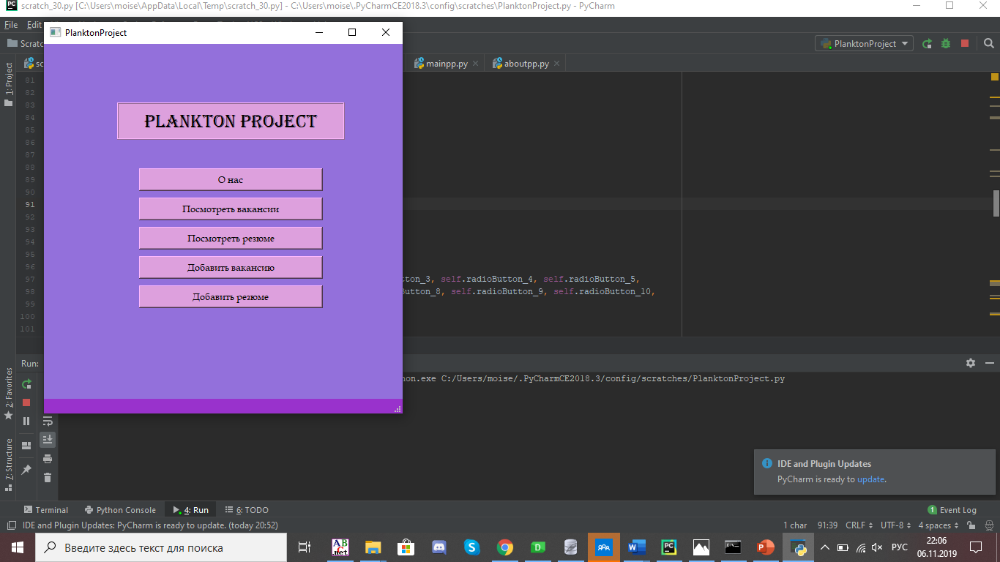 scratch_30.py [C:\Users\moise\AppData\Local\Temp\scratch_30.py] - C:\Users\moise\.PyCharmCE2018.3\config\scratches\PlanktonProject.py - PyCharm
File Edit
PlanktonProject
Scratc
PlanktonProject
1: Project
sc
mainpp.py
aboutpp.py
81
82
83
84
85
86
87
88
89
90
91
92
93
94
95
96
97
98
99
100
101
PLANKTON PROJECT
О нас
Посмотреть вакансии
Посмотреть резюме
Добавить вакансию
Добавить резюме
tton_3, self.radioButton_4, self.radioButton_5,
Button_8, self.radioButton_9, self.radioButton_10,
Run:
hon.exe C:/Users/moise/.PyCharmCE2018.3/config/scratches/PlanktonProject.py
2: Favorites
7: Structure
IDE and Plugin Updates
PyCharm is ready to update.
Terminal Python Console 4: Run 6: TODO
1 Event Log
IDE and Plugin Updates: PyCharm is ready to update. (today 20:52)
1 char 91:39 CRLF UTF-8 4 spaces
Введите здесь текст для поиска
РУС
22:06
06.11.2019